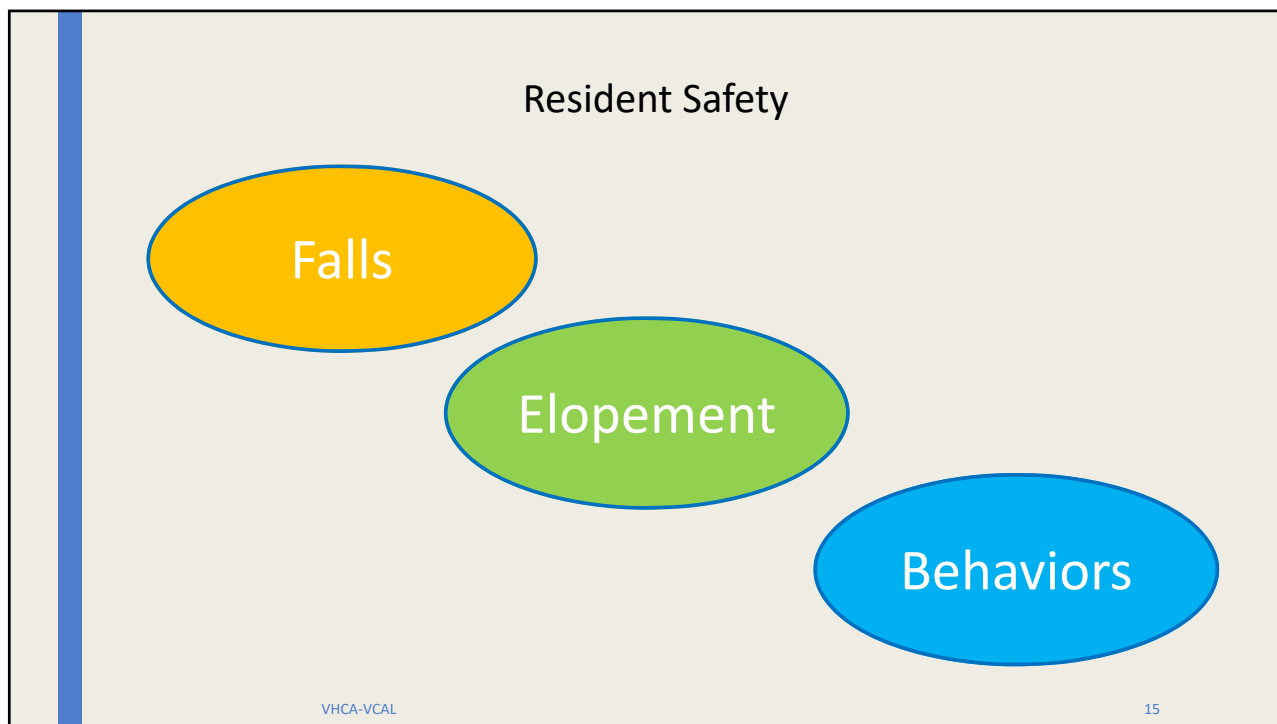 Resident Safety
Falls
Elopement
Behaviors
VHCA-VCAL
15